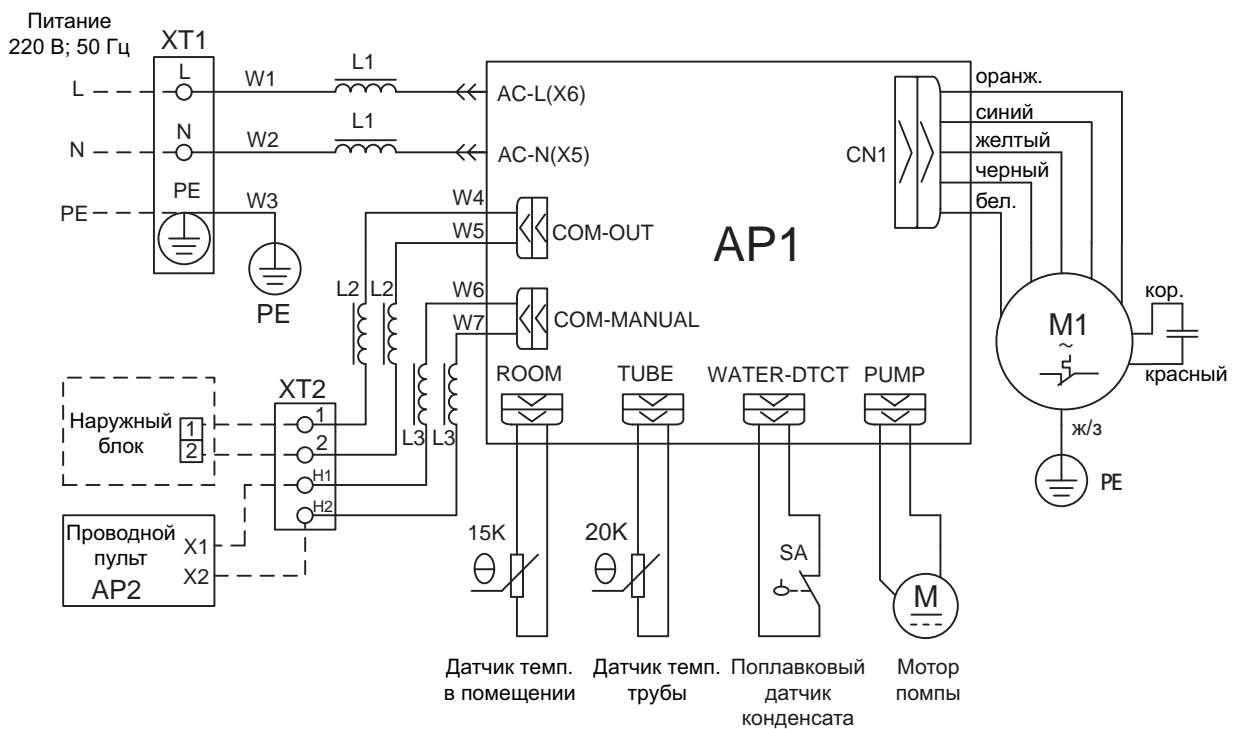 Питание
220 В; 50 Гц
XT1
L
L
W1
L1
AC-L(X6)
N
N
W2
L1
AC-N(X5)
PE
PE
W3
PE
W4
W5
COM-OUT
L2
L2
W6
W7
COM-MANUAL
L3
L3
AP1
CN1
оранж.
синий
желтый
черный
бел.
M1
~
кор.
красный
ж/з
PE
ROOM
TUBE
WATER-DTCT
PUMP
XT2
1
2
H1
H2
Наружный
блок
1
2
Проводной
пульт
AP2
X1
X2
15K
20K
SA
M
Датчик темп.
в помещении
Датчик темп.
трубы
Поплавковый
датчик
конденсата
Мотор
помпы